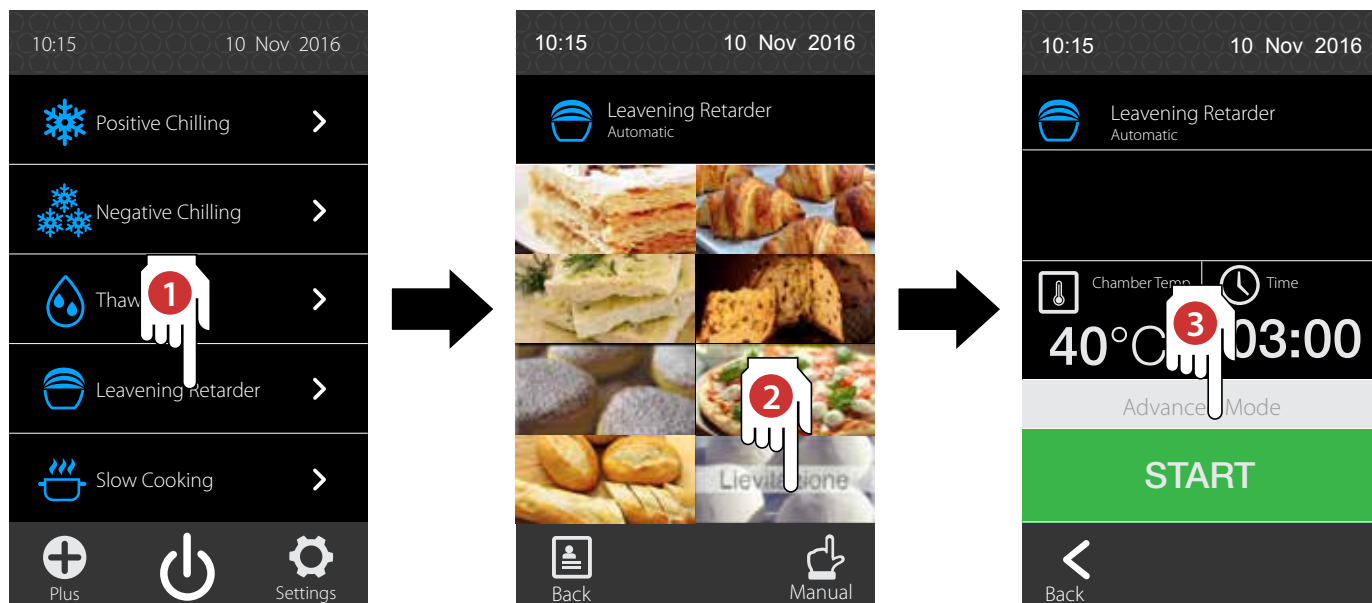 10:15 10 Nov 2016
Positive Chilling
Negative Chilling
Thaw
1
Leavening Retarder
Slow Cooking
Plus
Settings
10:15 10 Nov 2016
Leavening Retarder
Automatic
2
Back
Manual
10:15 10 Nov 2016
Leavening Retarder
Automatic
Chamber Temp
Time
40°C 03:00
3
Advanced Mode
START
Back